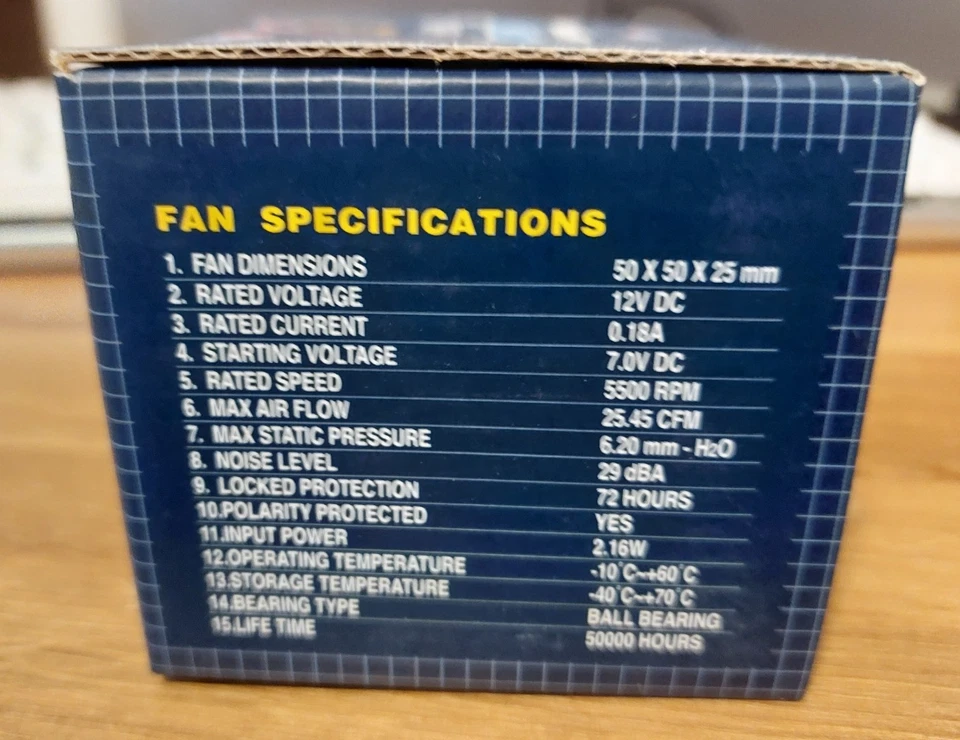 FAN SPECIFICATIONS
1. FAN DIMENSIONS 50 X 50 X 25 mm
2. RATED VOLTAGE 12V DC
3. RATED CURRENT 0.18A
4. STARTING VOLTAGE 7.0V DC
5. RATED SPEED 5500 RPM
6. MAX AIR FLOW 25.45 CFM
7. MAX STATIC PRESSURE 6.20 mm - H2O
8. NOISE LEVEL 29 dBA
9. LOCKED PROTECTION 72 HOURS
10.POLARITY PROTECTED YES
11.INPUT POWER 2.16W
12.OPERATING TEMPERATURE -10°C~+60°C
13.STORAGE TEMPERATURE -40°C~+70°C
14.BEARING TYPE BALL BEARING
15.LIFE TIME 50000 HOURS